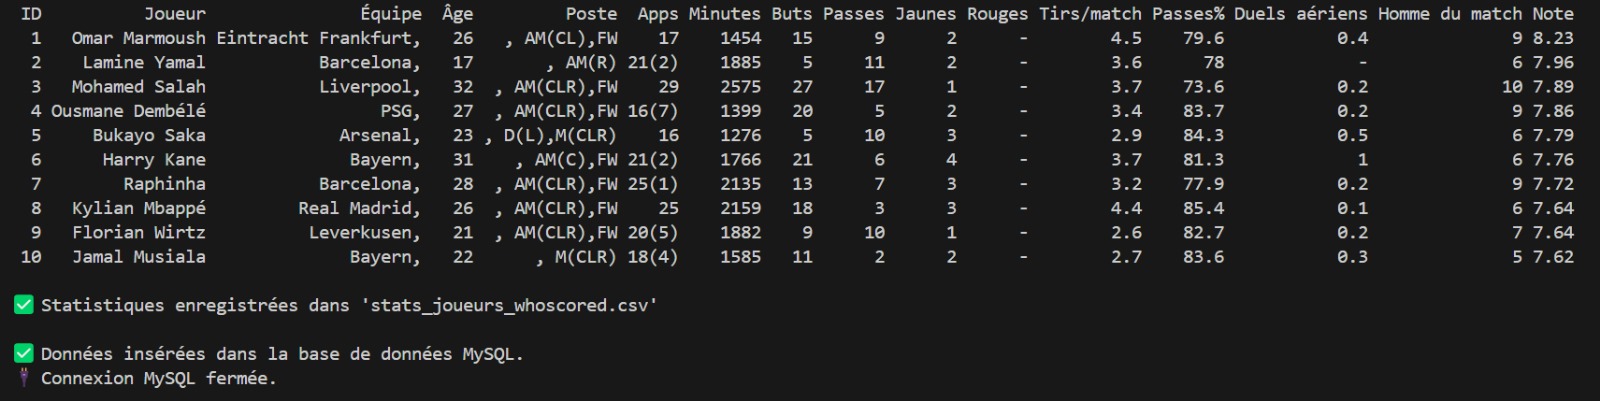 ID Joueur Équipe Âge Poste Apps Minutes Buts Passes Jaunes Rouges Tirs/match Passes% Duels aériens Homme du match Note
1 Omar Marmoush Eintracht Frankfurt, 26 , AM(CL),FW 17 1454 15 9 2 - 4.5 79.6 0.4 9 8.23
2 Lamine Yamal Barcelona, 17 , AM(R) 21(2) 1885 5 11 2 - 3.6 78 - 6 7.96
3 Mohamed Salah Liverpool, 32 , AM(CLR),FW 29 2575 27 17 1 - 3.7 73.6 0.2 10 7.89
4 Ousmane Dembélé PSG, 27 , AM(CLR),FW 16(7) 1399 20 5 2 - 3.4 83.7 0.2 9 7.86
5 Bukayo Saka Arsenal, 23 , D(L),M(CLR) 16 1276 5 10 3 - 2.9 84.3 0.5 6 7.79
6 Harry Kane Bayern, 31 , AM(C),FW 21(2) 1766 21 6 4 - 3.7 81.3 1 6 7.76
7 Raphinha Barcelona, 28 , AM(CLR),FW 25(1) 2135 13 7 3 - 3.2 77.9 0.2 9 7.72
8 Kylian Mbappé Real Madrid, 26 , AM(CLR),FW 25 2159 18 3 3 - 4.4 85.4 0.1 6 7.64
9 Florian Wirtz Leverkusen, 21 , AM(CLR),FW 20(5) 1882 9 10 1 - 2.6 82.7 0.2 7 7.64
10 Jamal Musiala Bayern, 22 , M(CLR) 18(4) 1585 11 2 2 - 2.7 83.6 0.3 5 7.62
✅ Statistiques enregistrées dans 'stats_joueurs_whoscored.csv'
✅ Données insérées dans la base de données MySQL.
🔌 Connexion MySQL fermée.